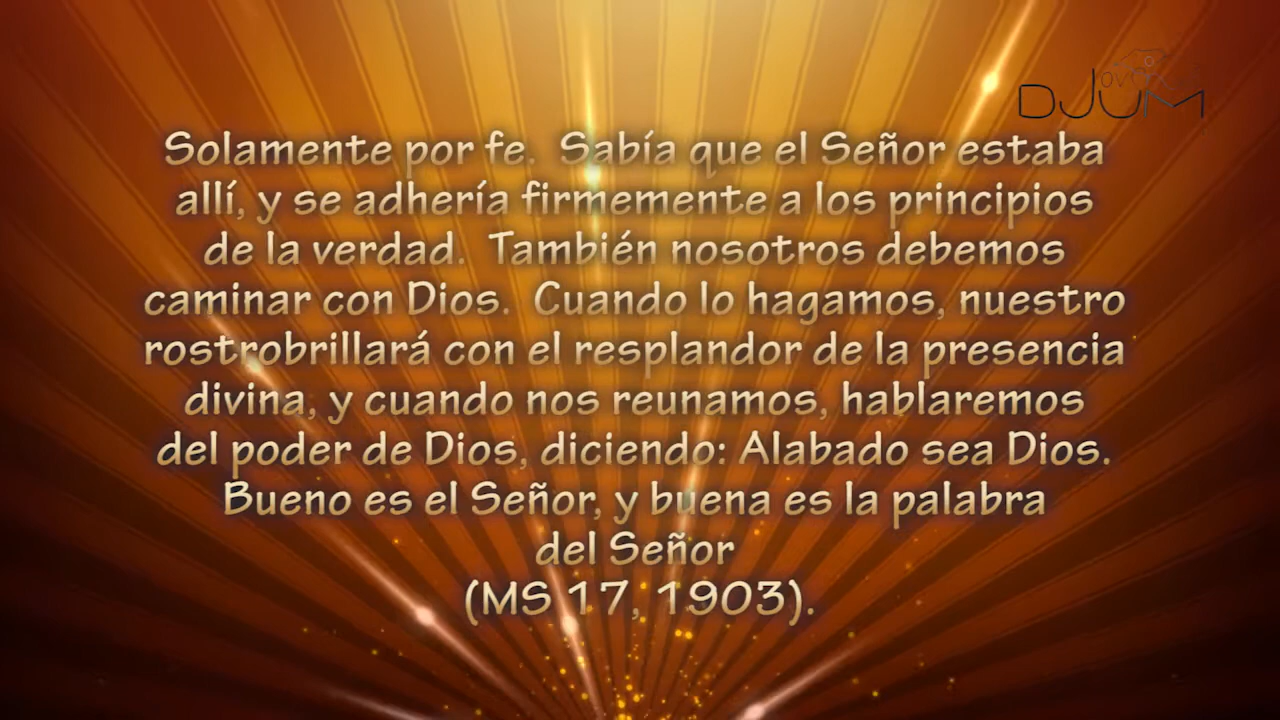 Joven
DJUM
Solamente por fe. Sabía que el Señor estaba
allí, y se adhería firmemente a los principios
de la verdad. También nosotros debemos
caminar con Dios. Cuando lo hagamos, nuestro
rostrobrillará con el resplandor de la presencia
divina, y cuando nos reunamos, hablaremos
del poder de Dios, diciendo: Alabado sea Dios.
Bueno es el Señor, y buena es la palabra
del Señor
(MS 17, 1903).